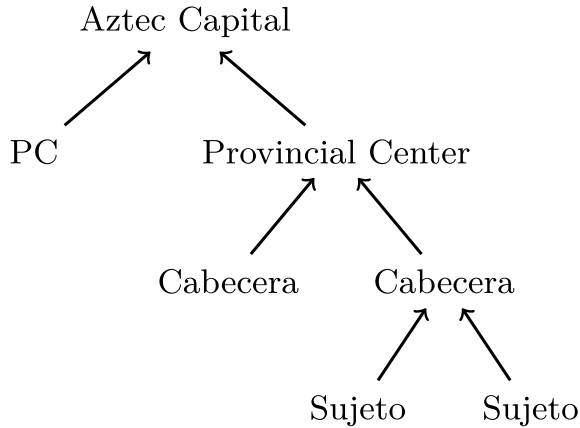 Aztec Capital
PC
Provincial Center
Cabecera
Cabecera
Sujeto
Sujeto